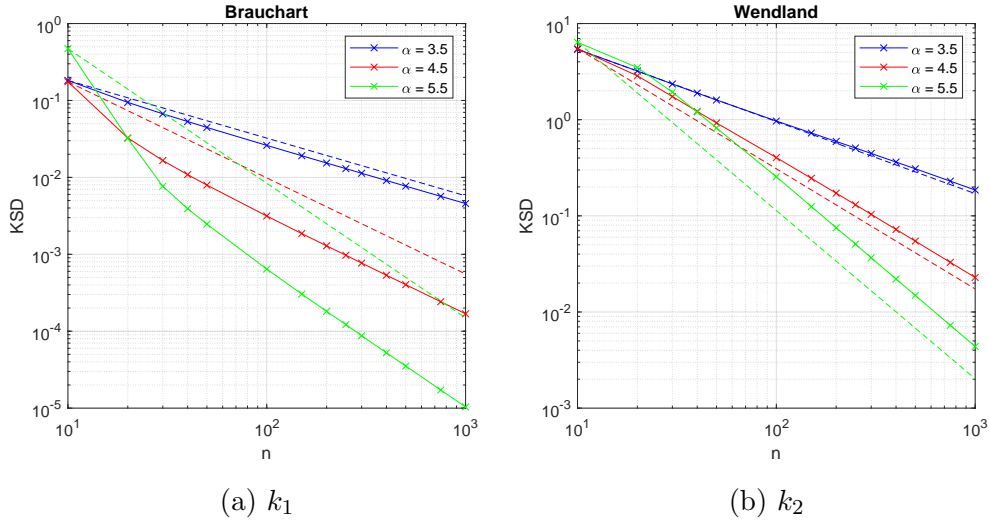 Brauchart
10^0
10^-1
10^-2
10^-3
10^-4
10^-5
KSD
10^1
10^2
10^3
n
α = 3.5
α = 4.5
α = 5.5
(a) k_1
Wendland
10^1
10^0
10^-1
10^-2
10^-3
KSD
10^1
10^2
10^3
n
α = 3.5
α = 4.5
α = 5.5
(b) k_2